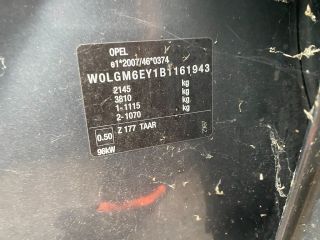 OPEL
e1*2007/46*0374
W0LGM6EY1B1161943
2145 kg
3810 kg
1-1115 kg
2-1070 kg
0.50 Z 177 TAAR
96kW